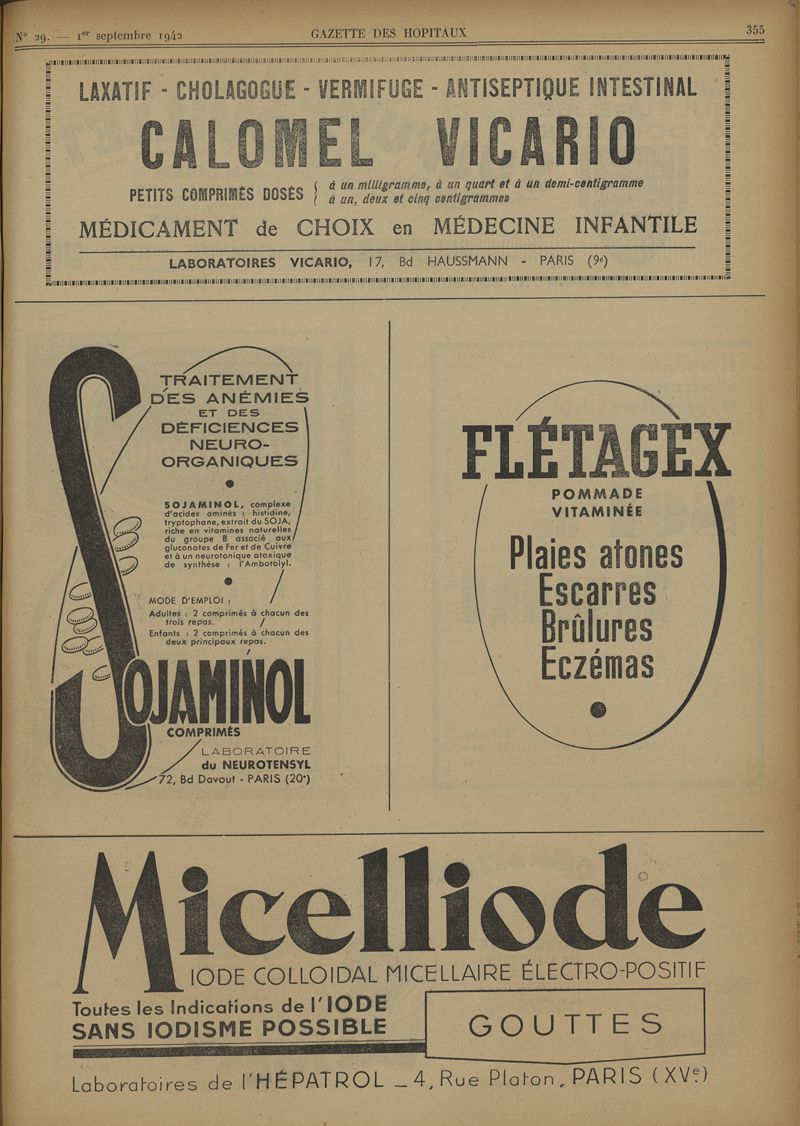 N° 29. — 1er septembre 1942
GAZETTE DES HOPITAUX
355
LAXATIF - CHOLAGOGUE - VERMIFUGE - ANTISEPTIQUE INTESTINAL
CALOMEL VICARIO
PETITS COMPRIMÉS DOSÉS { à un milligramme, à un quart et à un demi-centigramme
à un, deux et cinq centigrammes
MÉDICAMENT de CHOIX en MÉDECINE INFANTILE
LABORATOIRES VICARIO, 17, Bd HAUSSMANN - PARIS (9e)
TRAITEMENT
DES ANÉMIES
ET DES
DÉFICIENCES
NEURO-
ORGANIQUES
SOJAMINOL, complexe
d'acides aminés : histidine,
tryptophane, extrait du SOJA,
riche en vitamines naturelles
du groupe B associé aux
gluconates de Fer et de Cuivre
et à un neurotonique atoxique
de synthèse : l'Ambotolyl.
MODE D'EMPLOI :
Adultes : 2 comprimés à chacun des
trois repas.
Enfants : 2 comprimés à chacun des
deux principaux repas.
SOJAMINOL
COMPRIMÉS
LABORATOIRE
du NEUROTENSYL
72, Bd Davout - PARIS (20e)
FLÉTAGEX
POMMADE
VITAMINÉE
Plaies atones
Escarres
Brûlures
Eczémas
Micelliode
IODE COLLOIDAL MICELLAIRE ÉLECTRO-POSITIF
Toutes les Indications de l'IODE
SANS IODISME POSSIBLE
GOUTTES
Laboratoires de l'HÉPATROL _ 4, Rue Platon, PARIS (XVe)